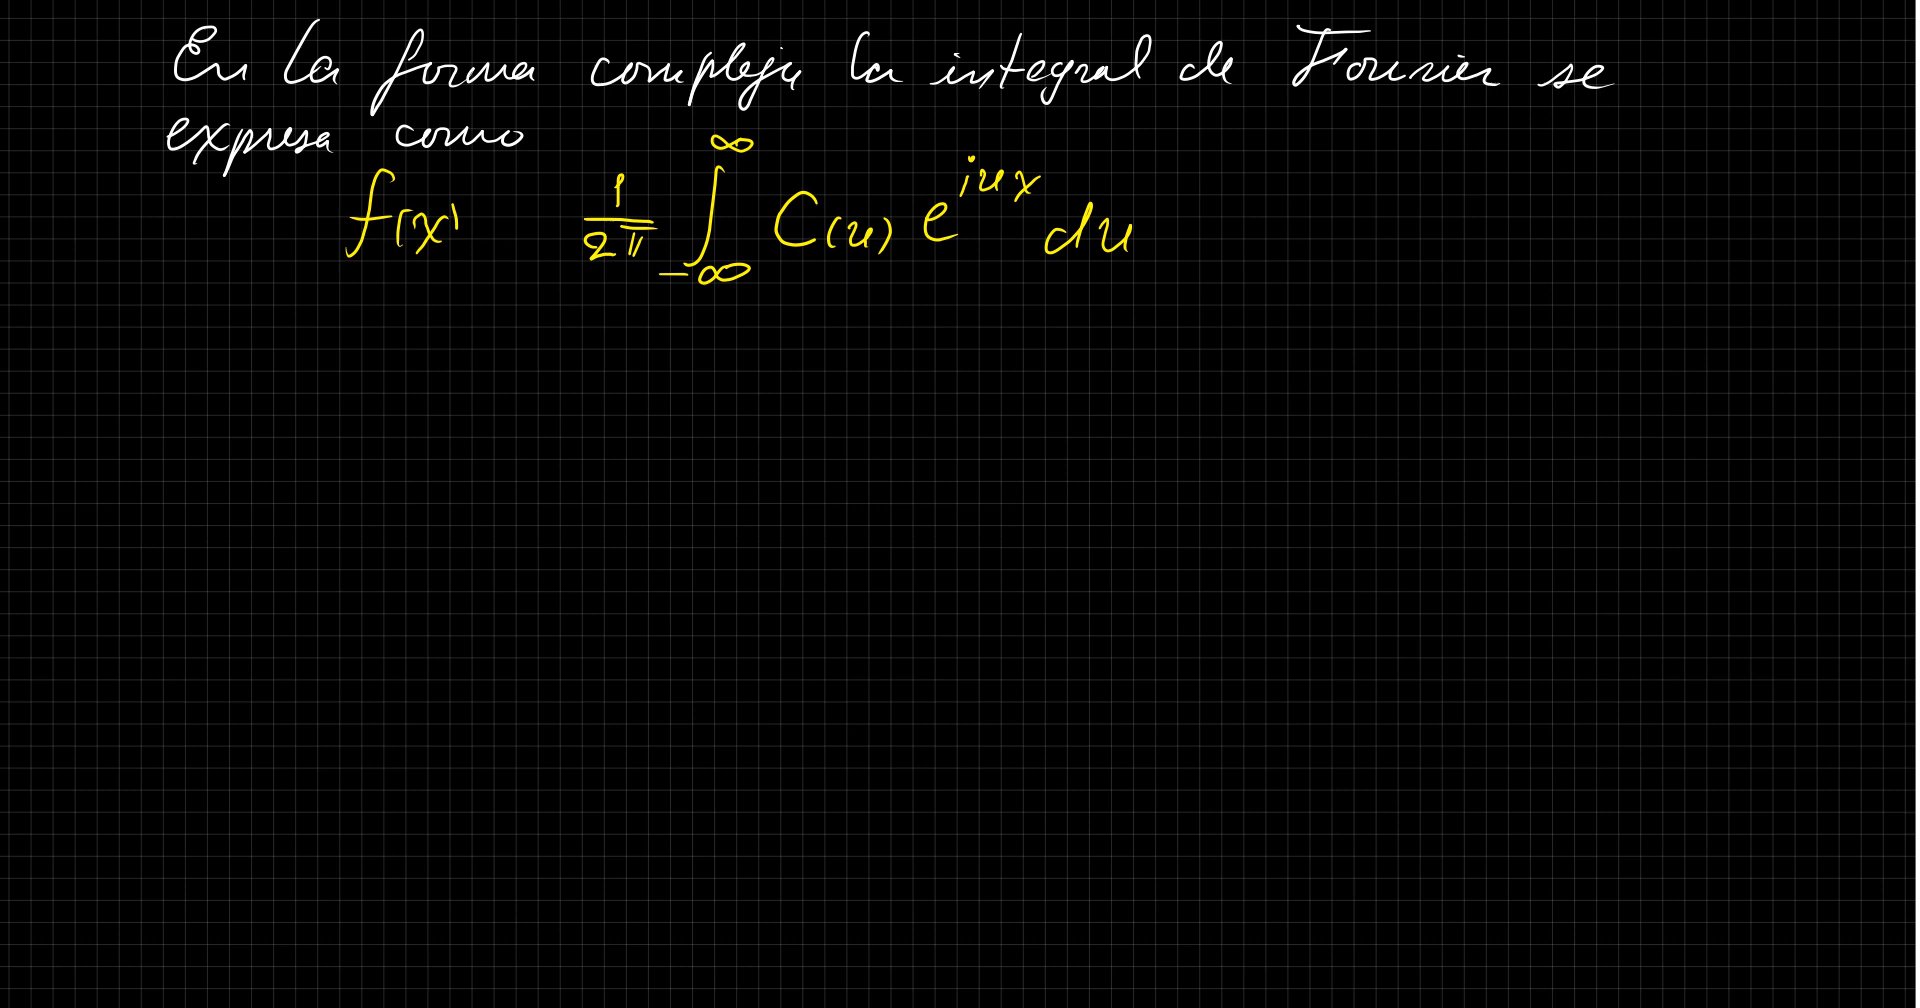 En la forma compleja la integral de Fourier se
expresa como
f(x) 1/2π ∫_{-∞}^{∞} C(u) e^{iux} du